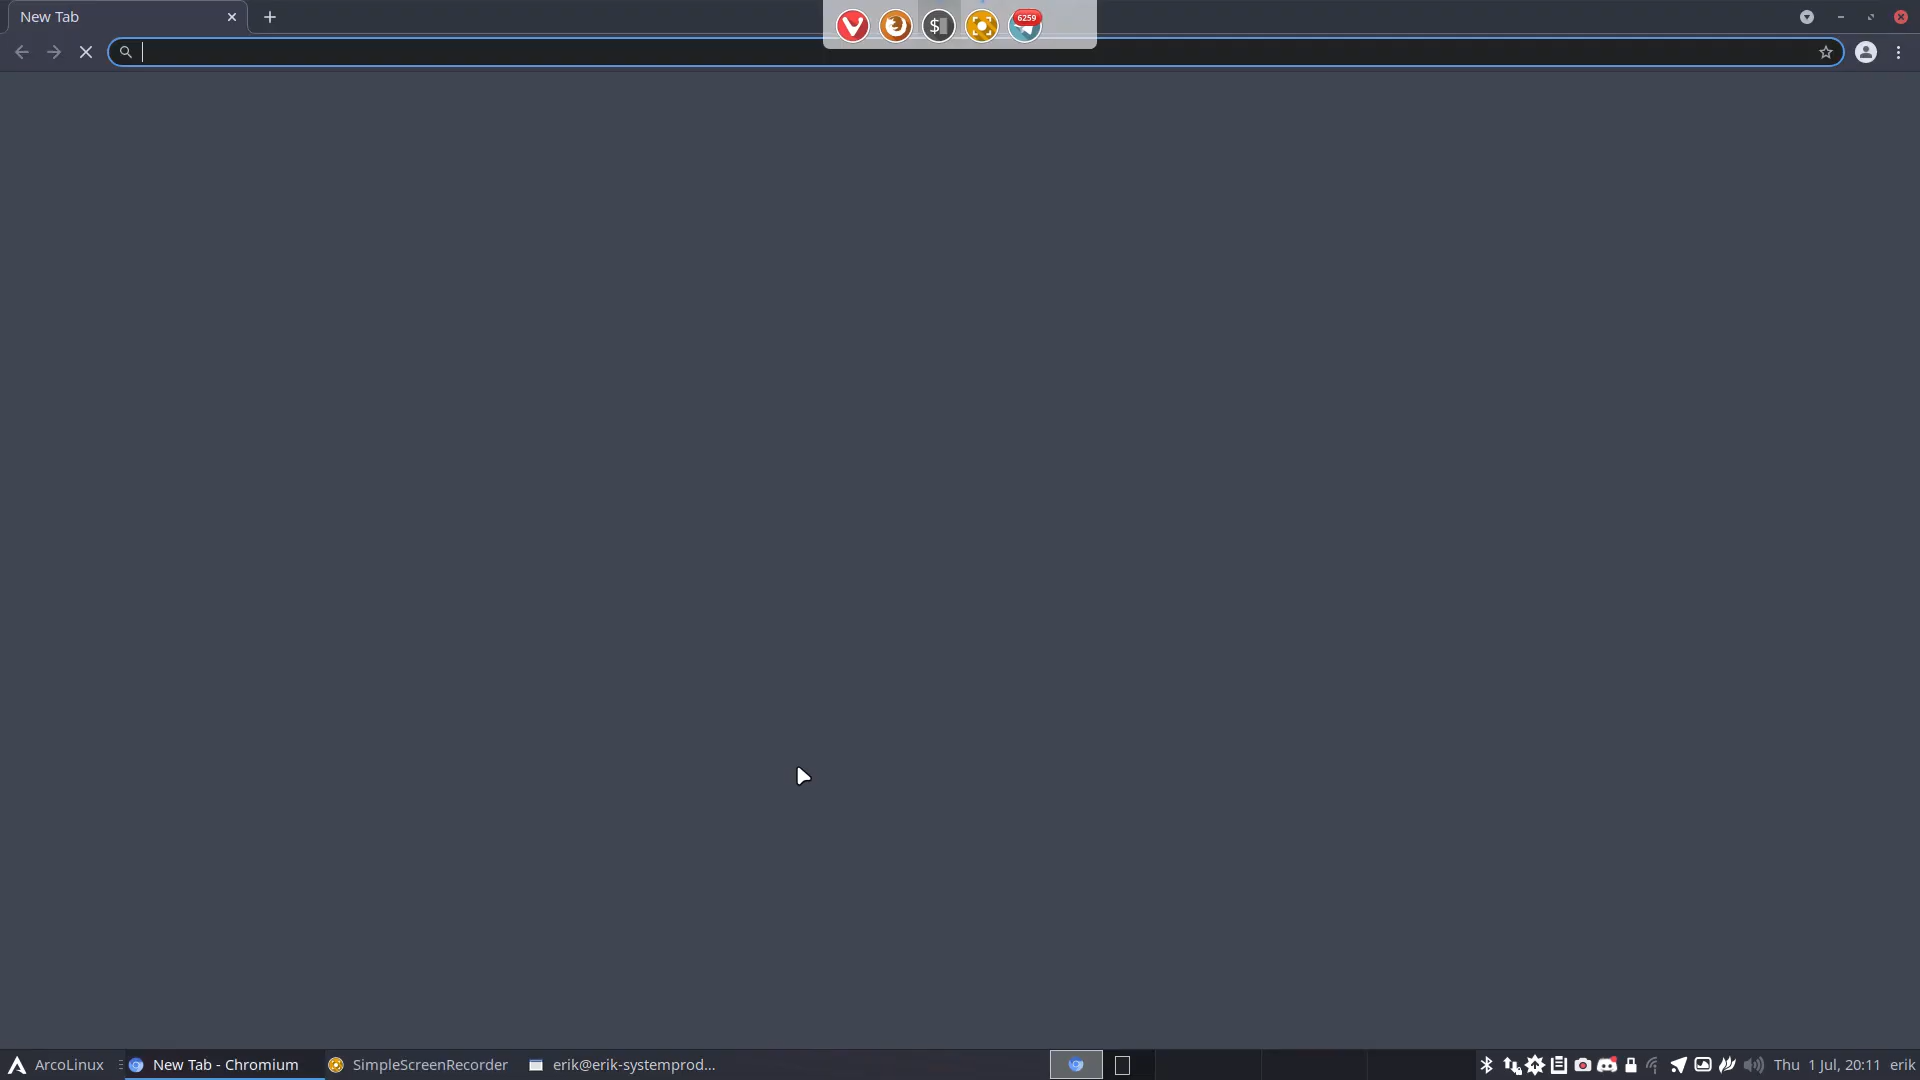 New Tab
$
6259
ArcoLinux
New Tab - Chromium
SimpleScreenRecorder
erik@erik-systemprod...
Thu 1 Jul, 20:11
erik